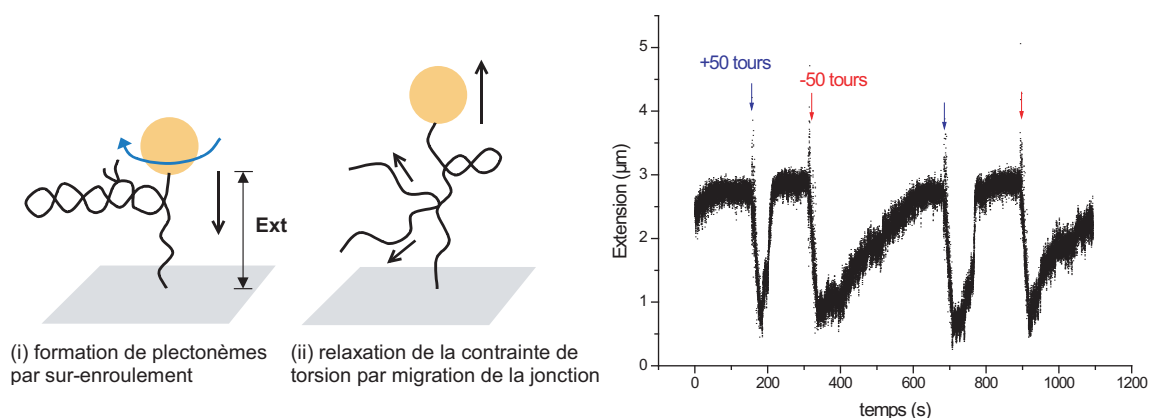 Ext
(i) formation de plectonèmes
par sur-enroulement
(ii) relaxation de la contrainte de
torsion par migration de la jonction
+50 tours
-50 tours
Extension (µm)
5
4
3
2
1
0
0
200
400
600
800
1000
1200
temps (s)